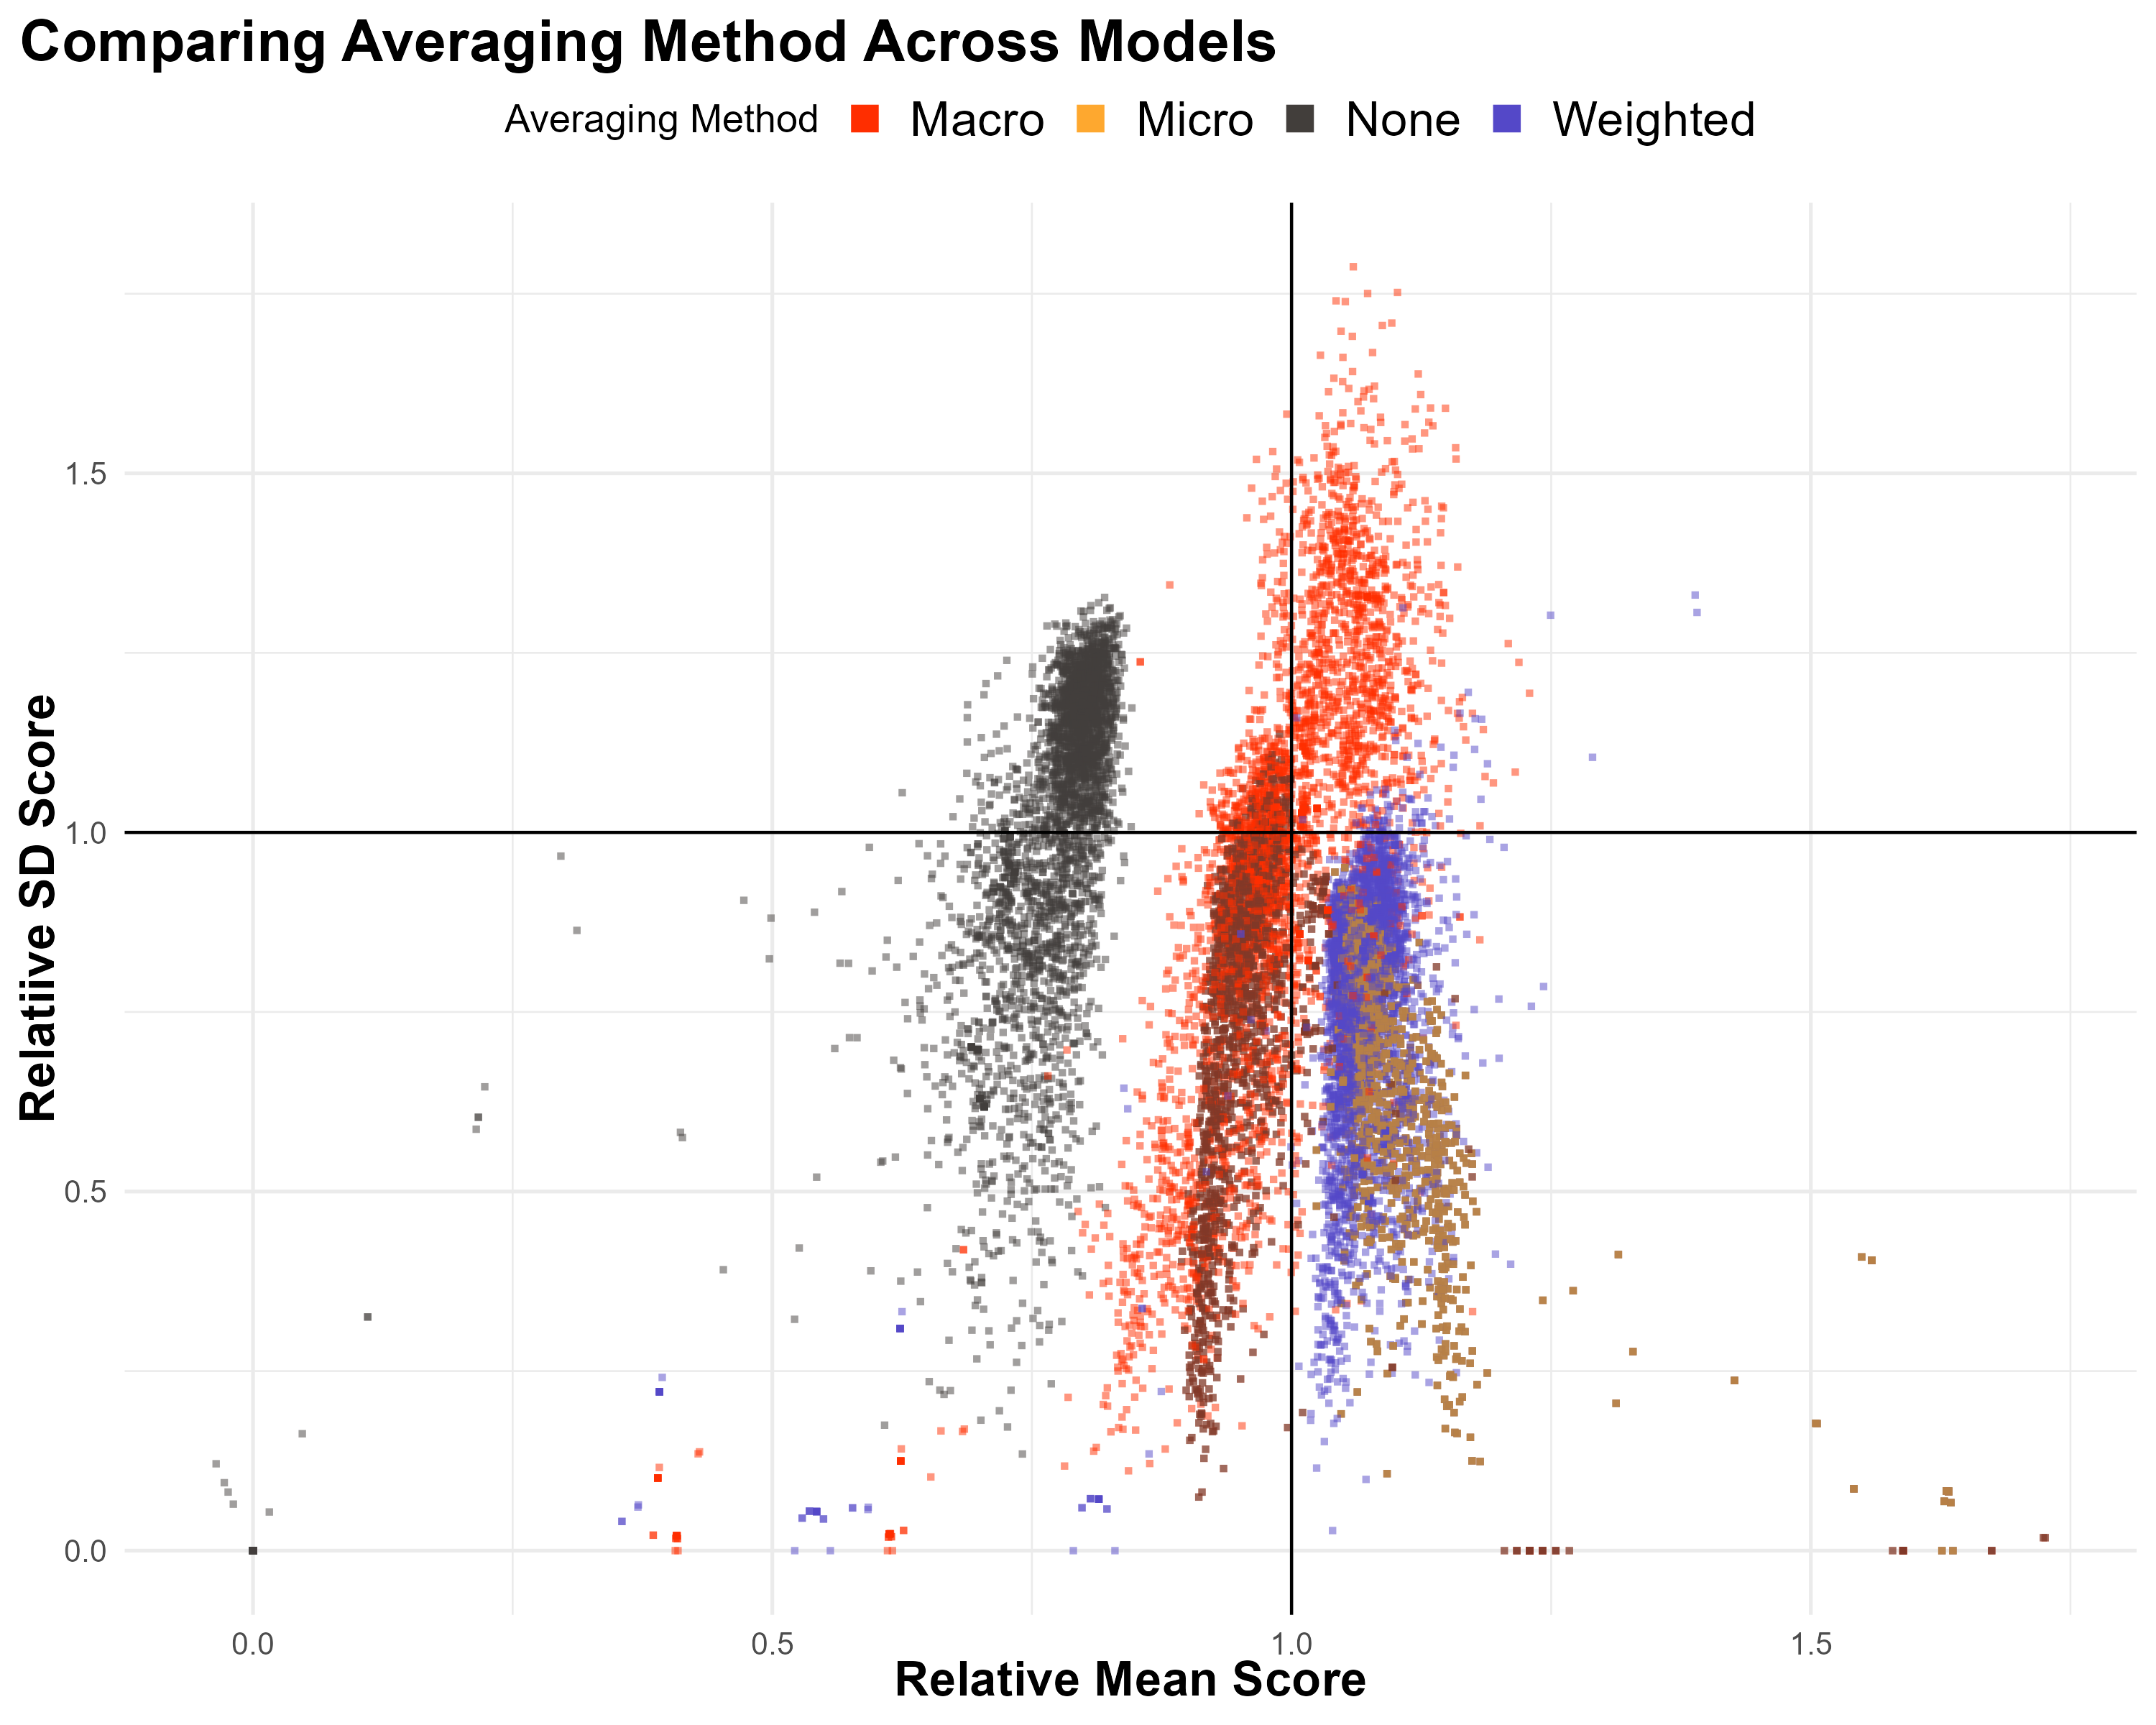 Comparing Averaging Method Across Models
Averaging Method Macro Micro None Weighted
Relatiive SD Score
1.5
1.0
0.5
0.0
0.0 0.5 1.0 1.5
Relative Mean Score